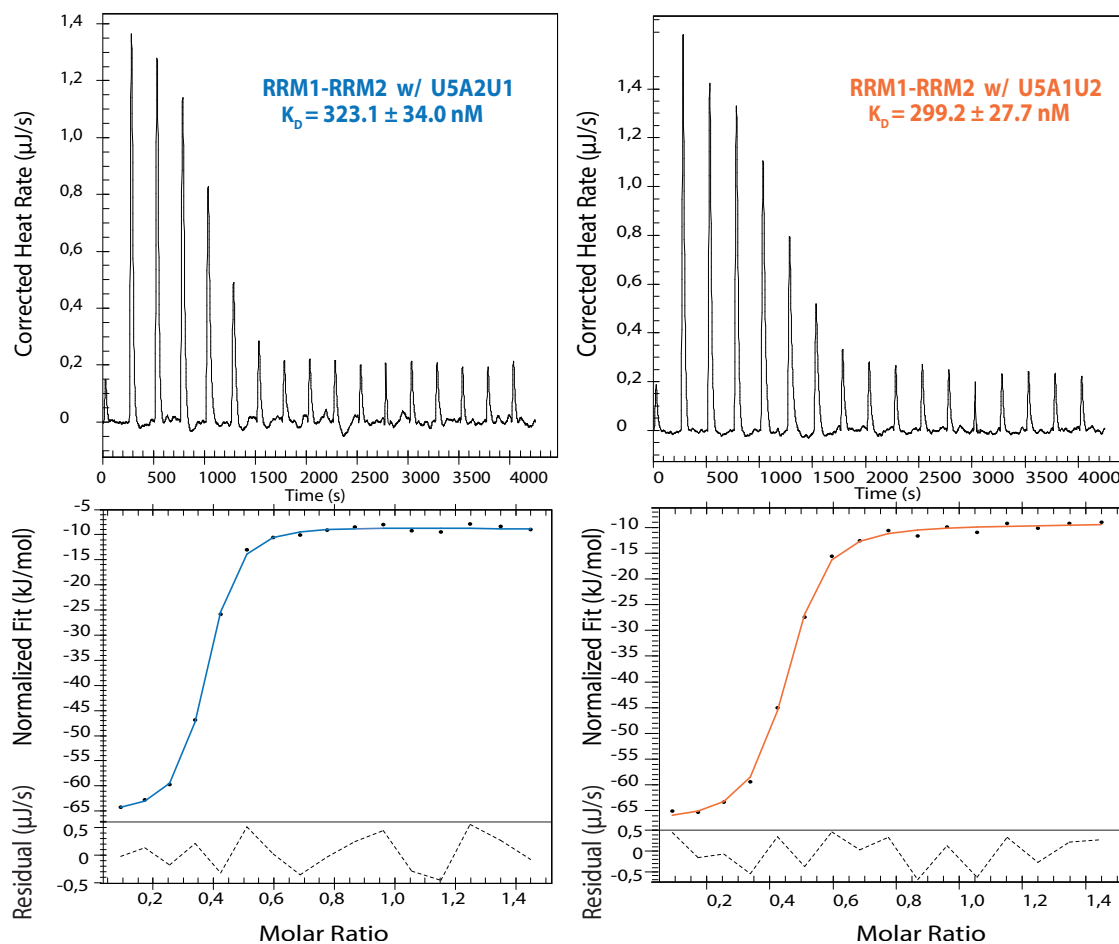 RRM1-RRM2 w/ U5A2U1
K_D = 323.1 ± 34.0 nM
Corrected Heat Rate (µJ/s)
1,4
1,2
1,0
0,8
0,6
0,4
0,2
0
0 500 1000 1500 2000 2500 3000 3500 4000
Time (s)
Normalized Fit (kJ/mol)
-5
-10
-15
-20
-25
-30
-35
-40
-45
-50
-55
-60
-65
Residual (µJ/s)
0,5
0
-0,5
0,2 0,4 0,6 0,8 1,0 1,2 1,4
Molar Ratio
RRM1-RRM2 w/ U5A1U2
K_D = 299.2 ± 27.7 nM
Corrected Heat Rate (µJ/s)
1,4
1,2
1,0
0,8
0,6
0,4
0,2
0
0 500 1000 1500 2000 2500 3000 3500 4000
Time (s)
Normalized Fit (kJ/mol)
-10
-15
-20
-25
-30
-35
-40
-45
-50
-55
-60
-65
Residual (µJ/s)
0,5
0
-0,5
0,2 0,4 0,6 0,8 1,0 1,2 1,4
Molar Ratio